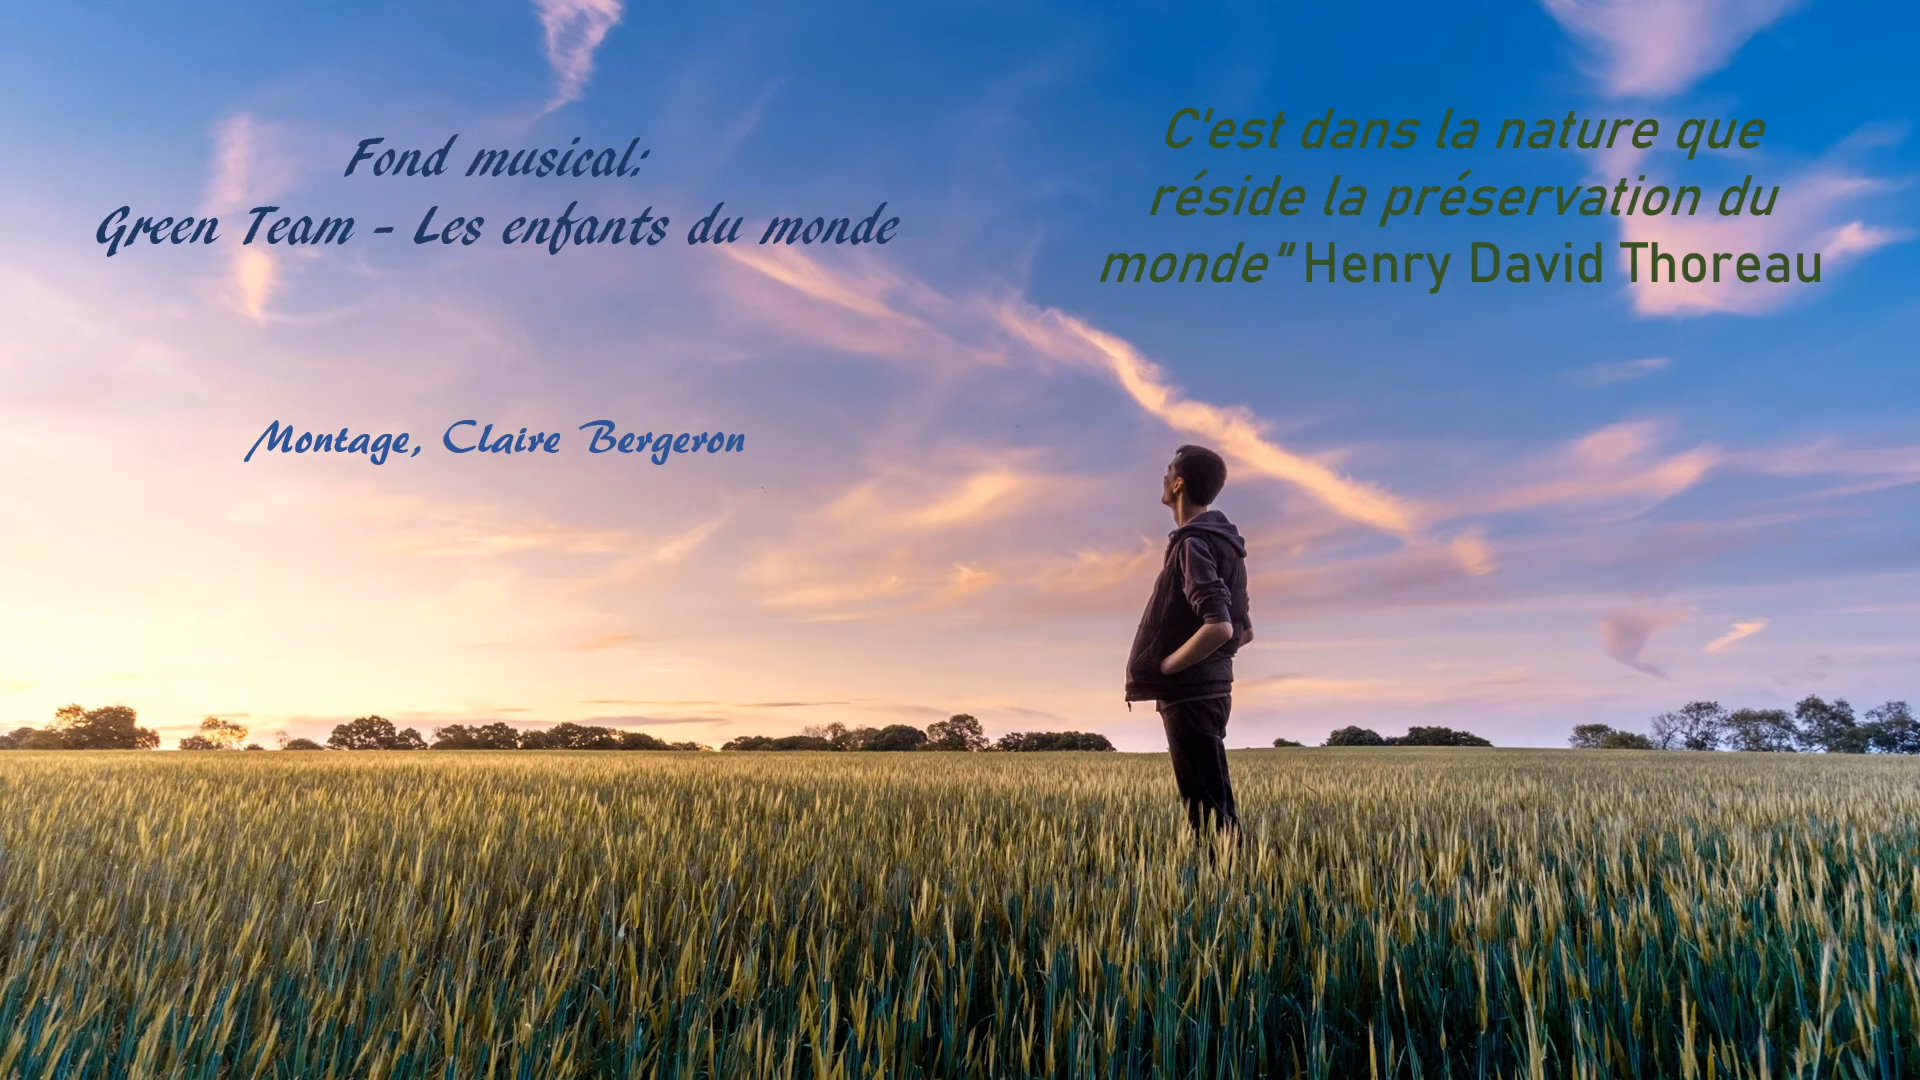 Fond musical:
Green Team - Les enfants du monde
Montage, Claire Bergeron
C'est dans la nature que
réside la préservation du
monde" Henry David Thoreau